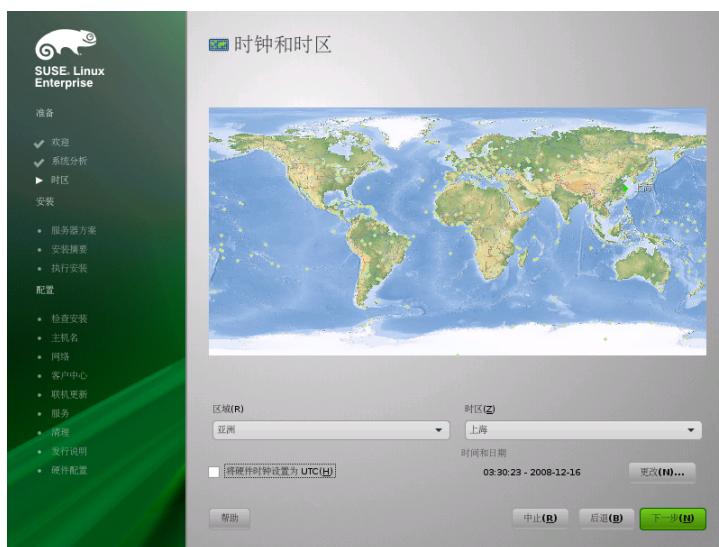 SUSE. Linux
Enterprise
准备
欢迎
系统分析
时区
安装
服务器方案
安装摘要
执行安装
配置
检查安装
主机名
网络
客户中心
联机更新
服务
清理
发行说明
硬件配置
时钟和时区
上海
区域(R)
亚洲
时区(Z)
上海
将硬件时钟设置为 UTC(H)
时间和日期
03:30:23 - 2008-12-16
更改(N)...
帮助
中止(R)
后退(B)
下一步(N)